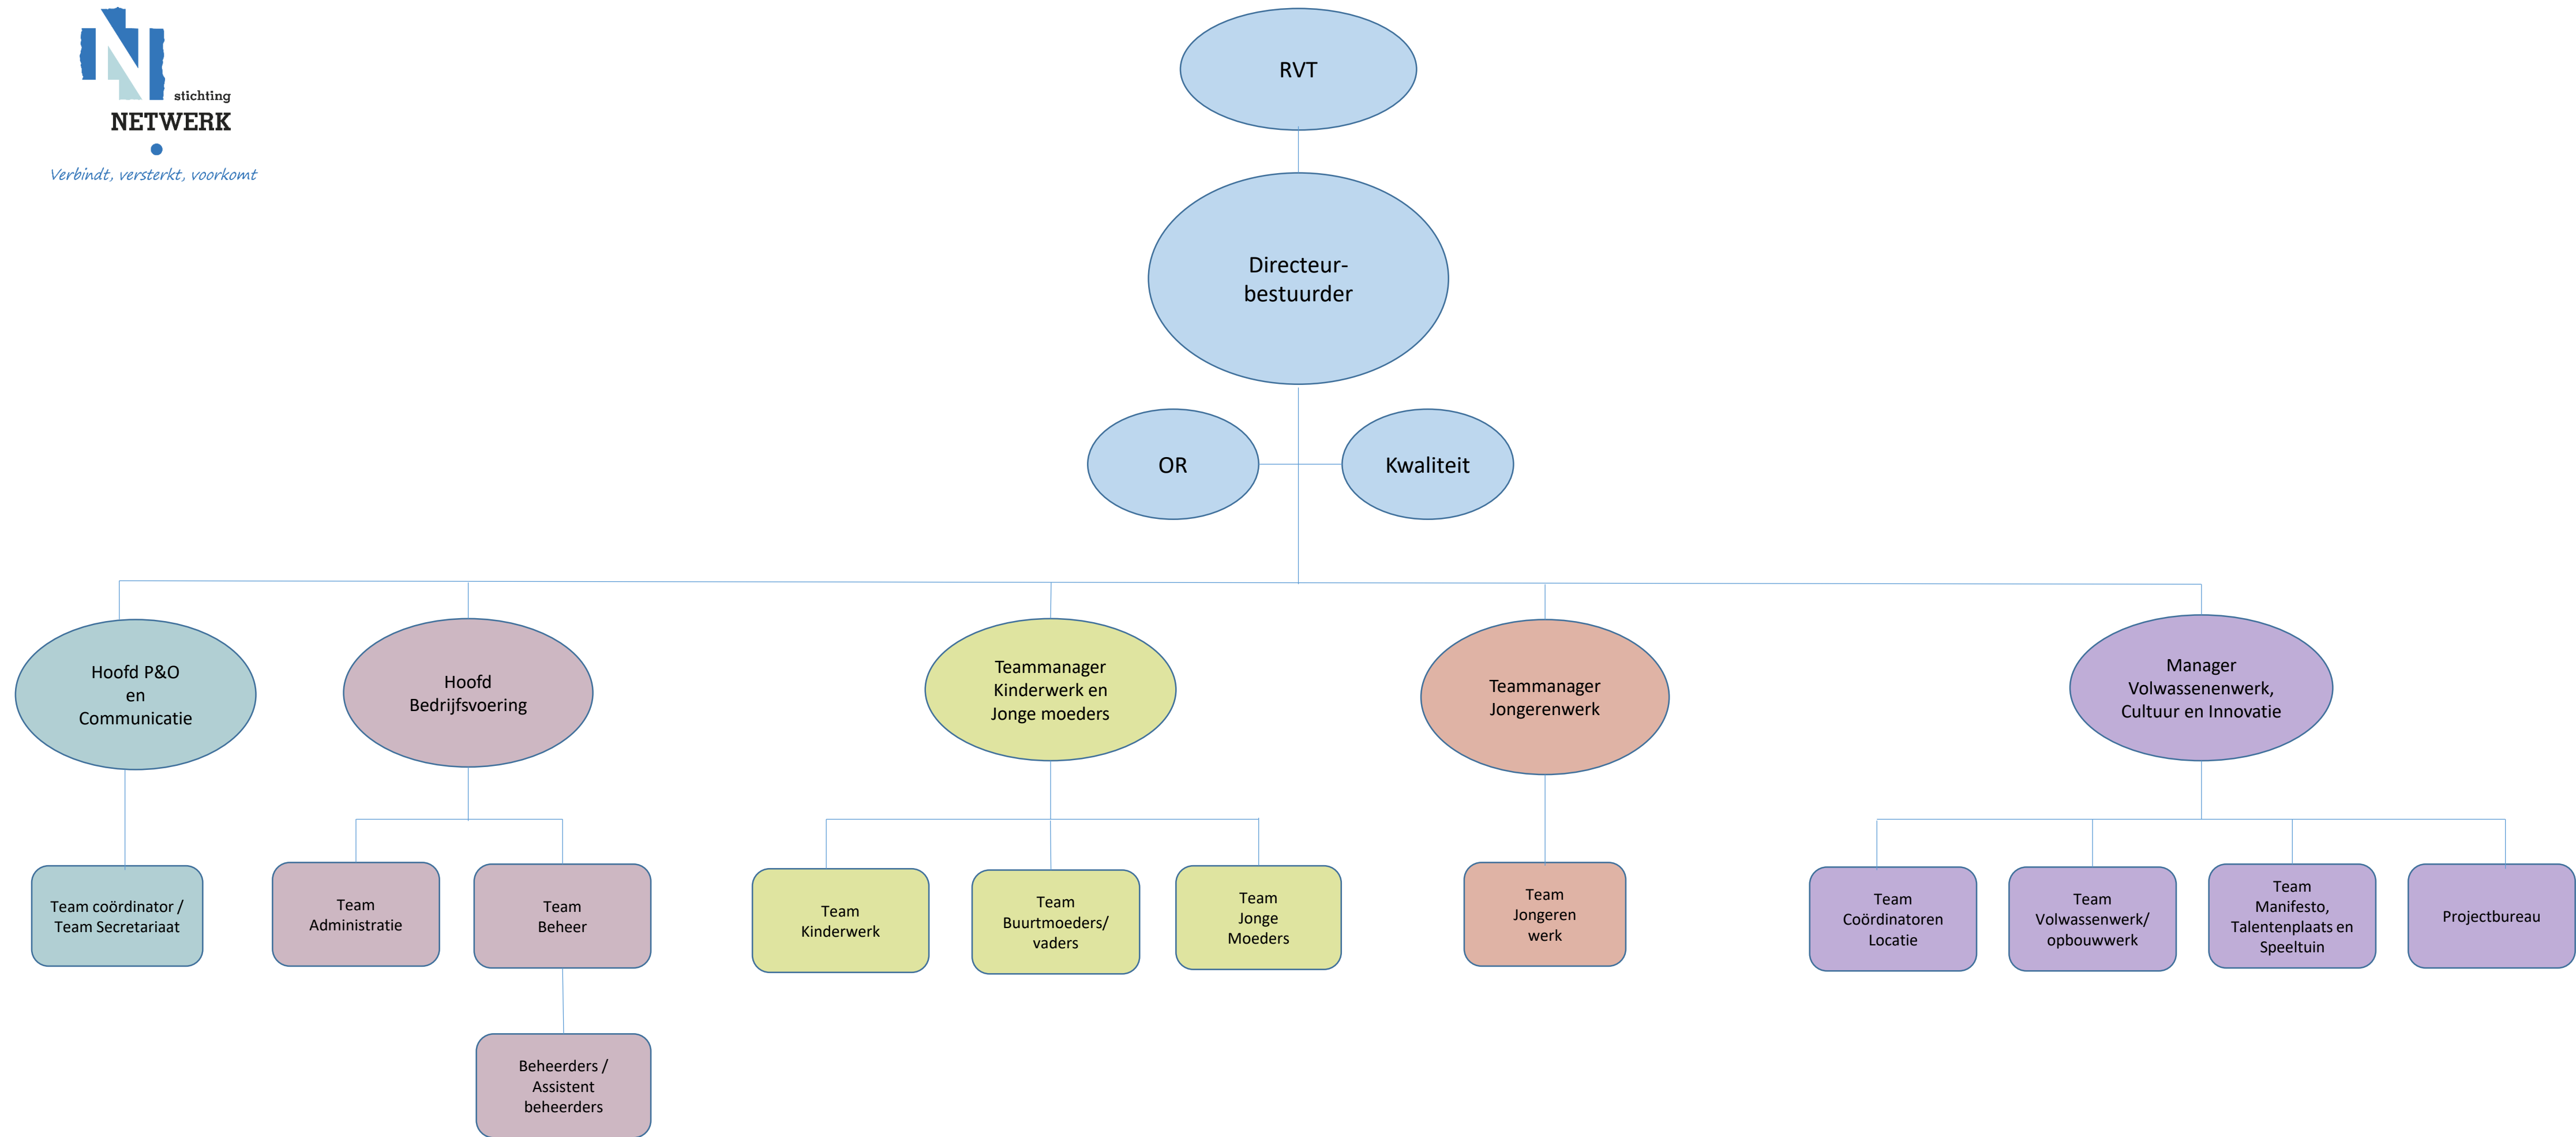 stichting
NETWERK
Verbindt, versterkt, voorkomt
RVT
Directeur-
bestuurder
OR
Kwaliteit
Hoofd P&O
en
Communicatie
Hoofd
Bedrijfsvoering
Teammanager
Kinderwerk en
Jonge moeders
Teammanager
Jongerenwerk
Manager
Volwassenenwerk,
Cultuur en Innovatie
Team coördinator /
Team Secretariaat
Team
Administratie
Team
Beheer
Team
Kinderwerk
Team
Buurtmoeders/
vaders
Team
Jonge
Moeders
Team
Jongeren
werk
Team
Coördinatoren
Locatie
Team
Volwassenwerk/
opbouwwerk
Team
Manifesto,
Talentenplaats en
Speeltuin
Projectbureau
Beheerders /
Assistent
beheerders